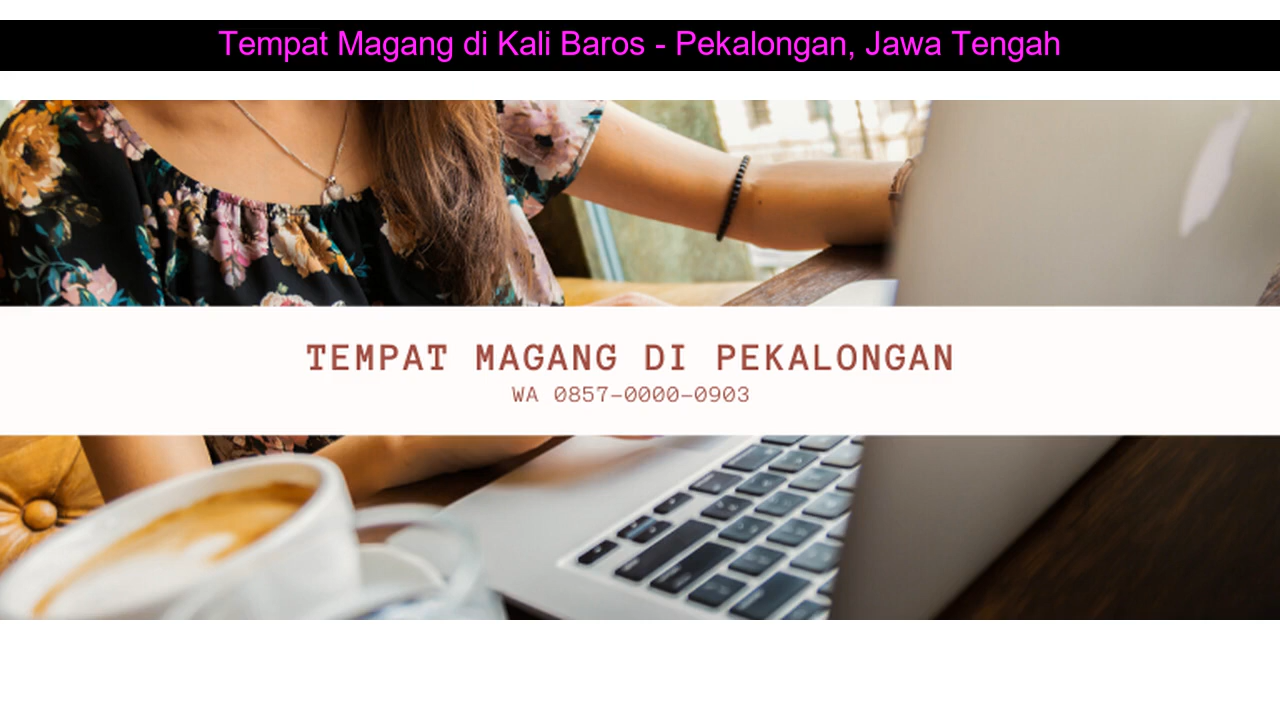 Tempat Magang di Kali Baros - Pekalongan, Jawa Tengah
TEMPAT MAGANG DI PEKALONGAN
WA 0857-0000-0903